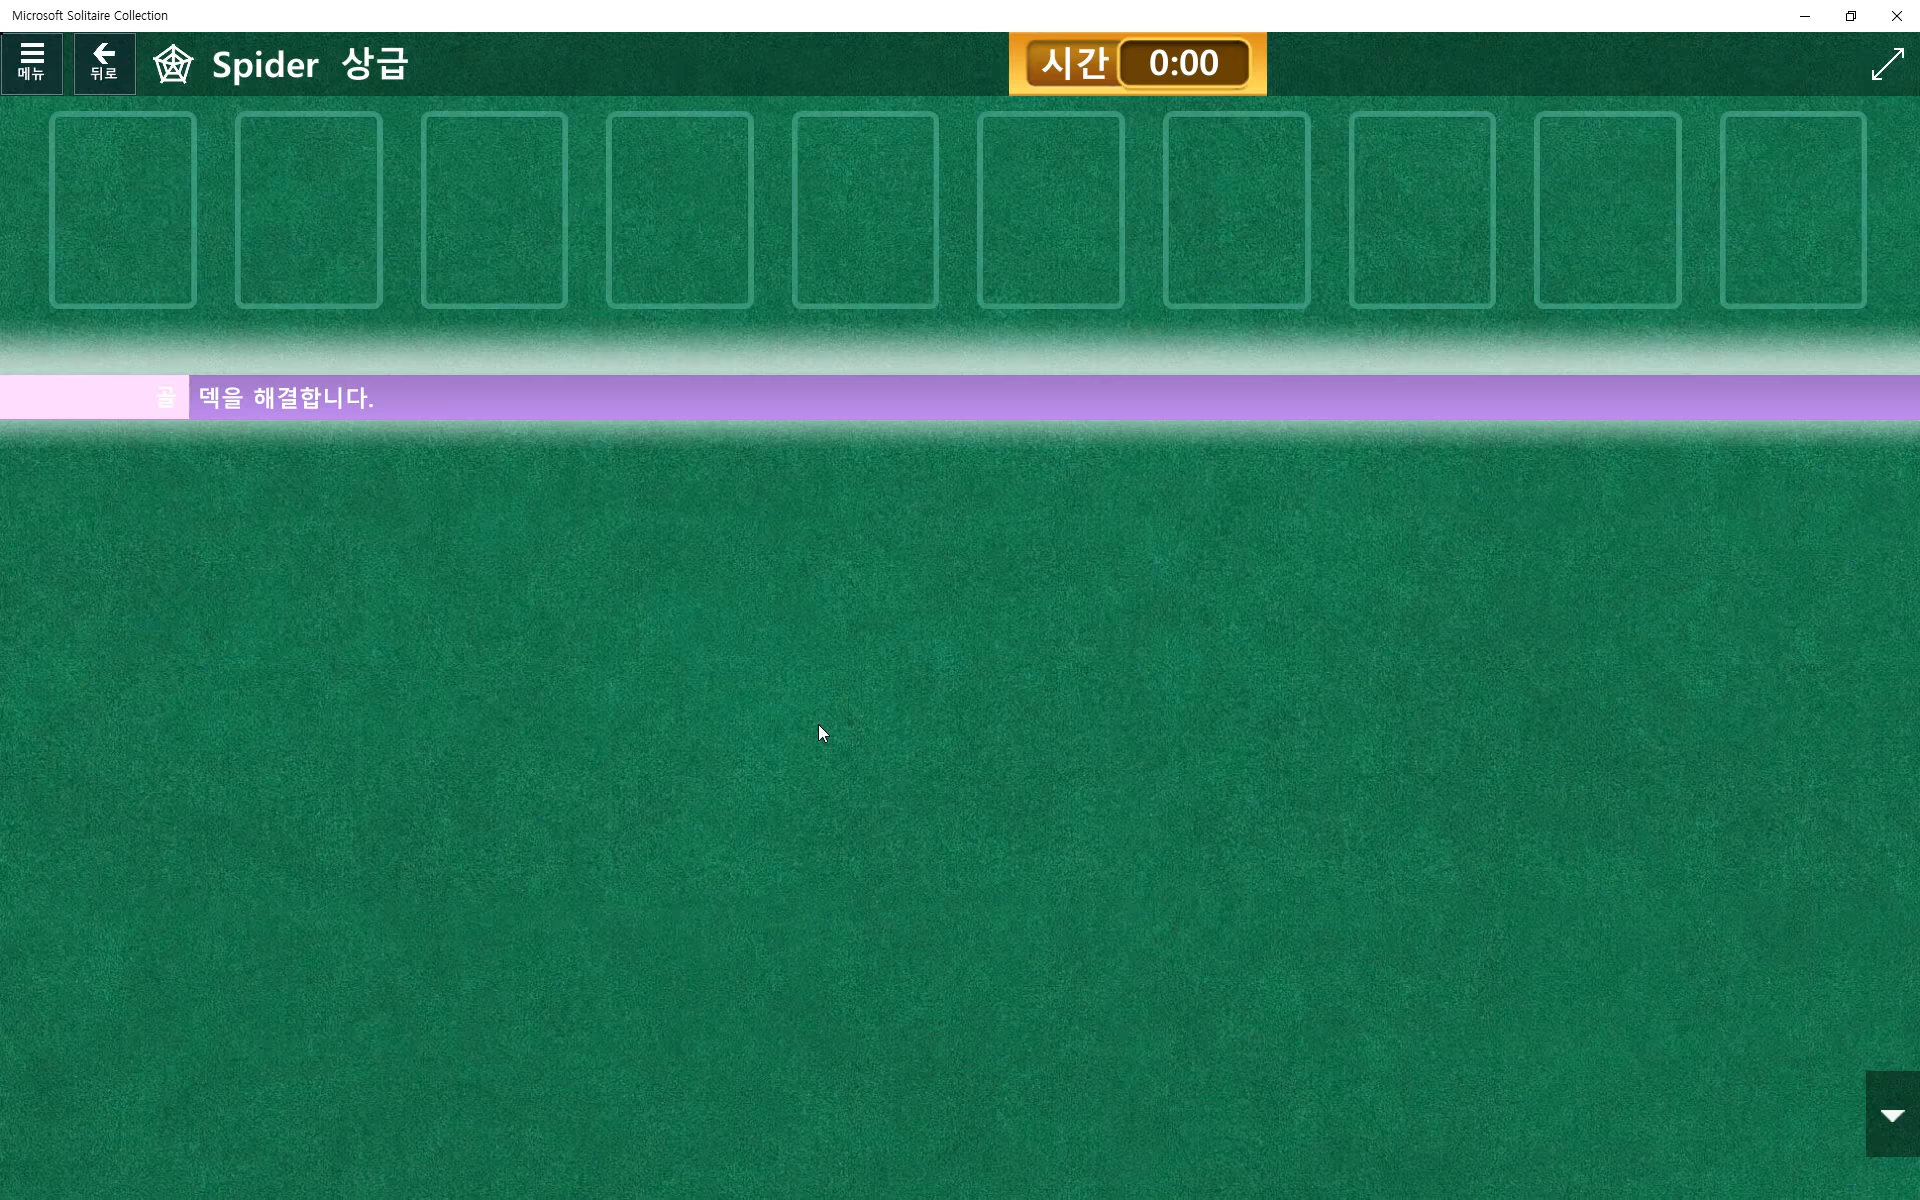 Microsoft Solitaire Collection
메뉴
뒤로
Spider 상급
시간 0:00
골 덱을 해결합니다.